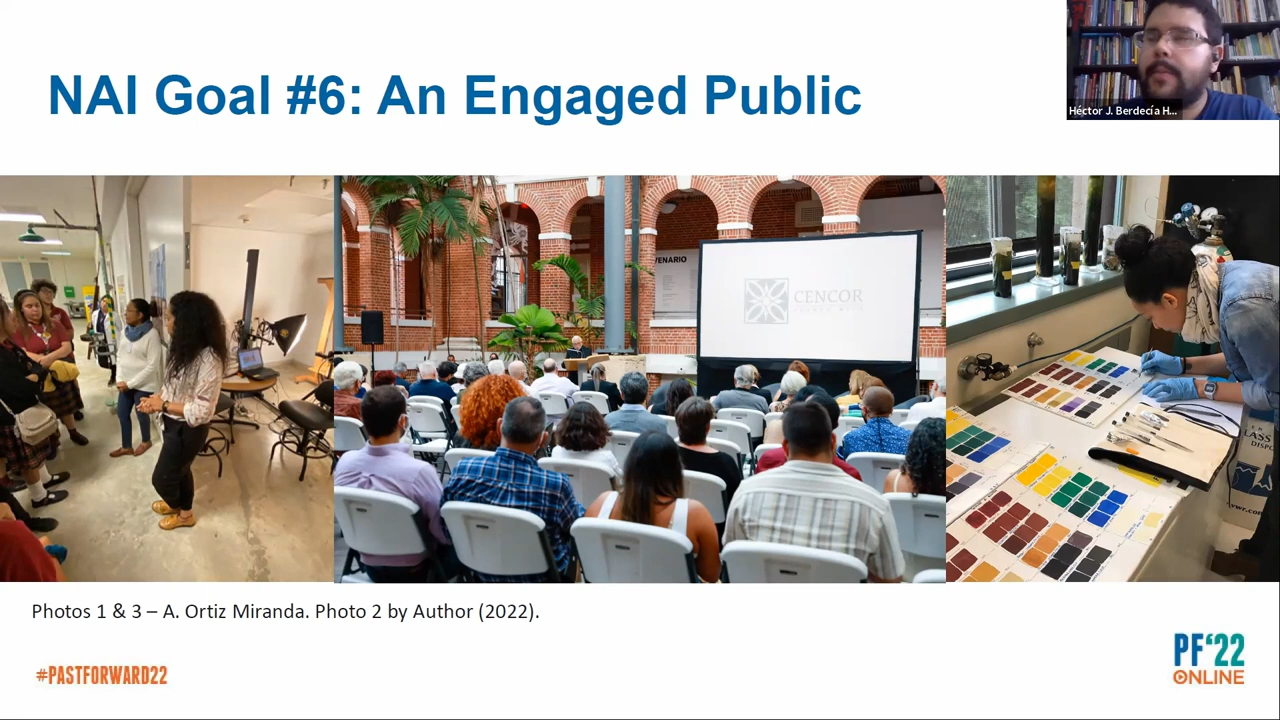 NAI Goal #6: An Engaged Public
Héctor J. Berdecía H...
VENARIO
CENCOR
Photos 1 & 3 – A. Ortiz Miranda. Photo 2 by Author (2022).
#PASTFORWARD22
PF‘22
ONLINE